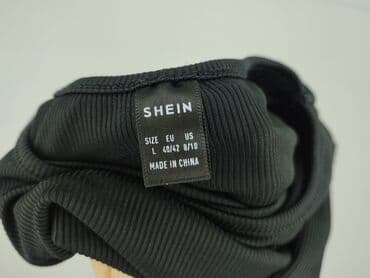 SHEIN
SIZE EU US
L 40/42 8/10
MADE IN CHINA